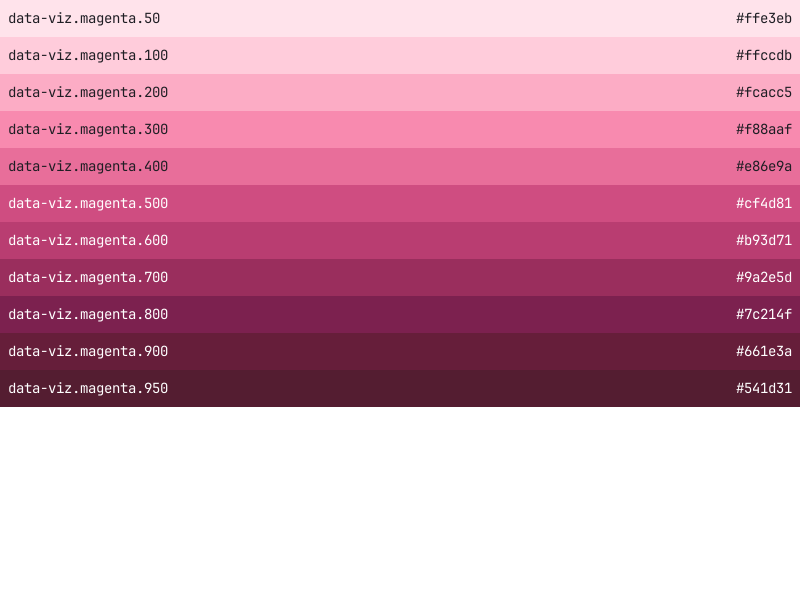 data-viz.magenta.50 #ffe3eb
data-viz.magenta.100 #ffccdb
data-viz.magenta.200 #fcacc5
data-viz.magenta.300 #f88aaf
data-viz.magenta.400 #e86e9a
data-viz.magenta.500 #cf4d81
data-viz.magenta.600 #b93d71
data-viz.magenta.700 #9a2e5d
data-viz.magenta.800 #7c214f
data-viz.magenta.900 #661e3a
data-viz.magenta.950 #541d31